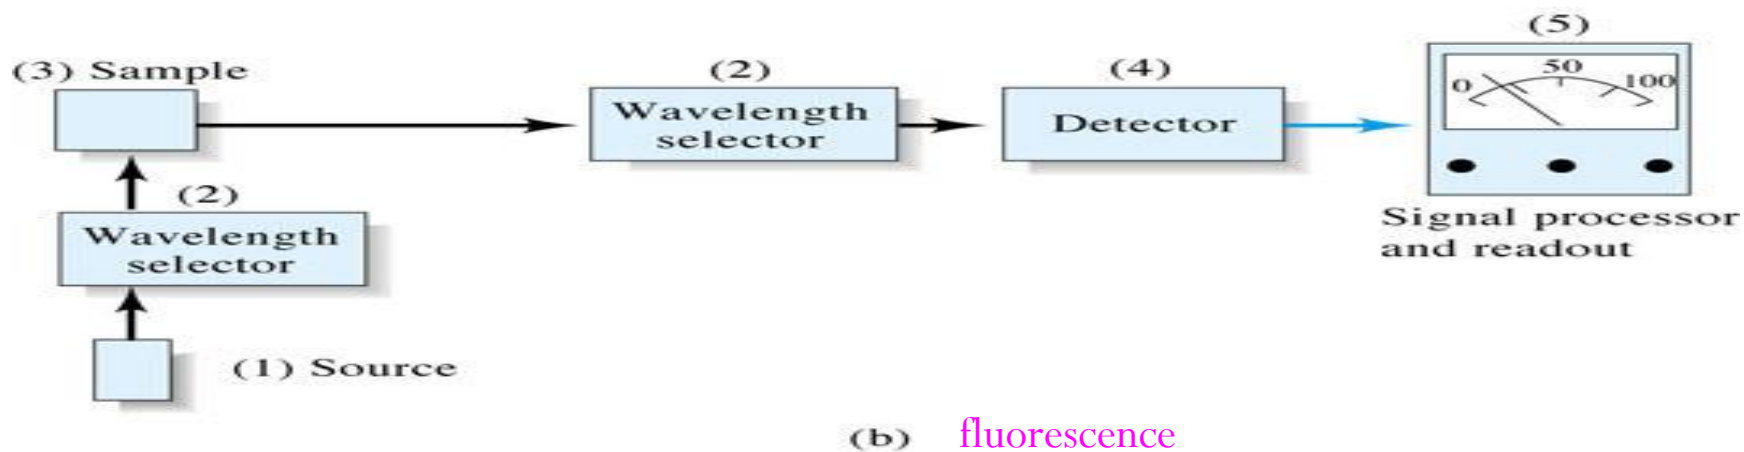 (5)
0 50 100
(3) Sample
(2)
Wavelength
selector
(4)
Detector
Signal processor
and readout
(2)
Wavelength
selector
(1) Source
(b) fluorescence